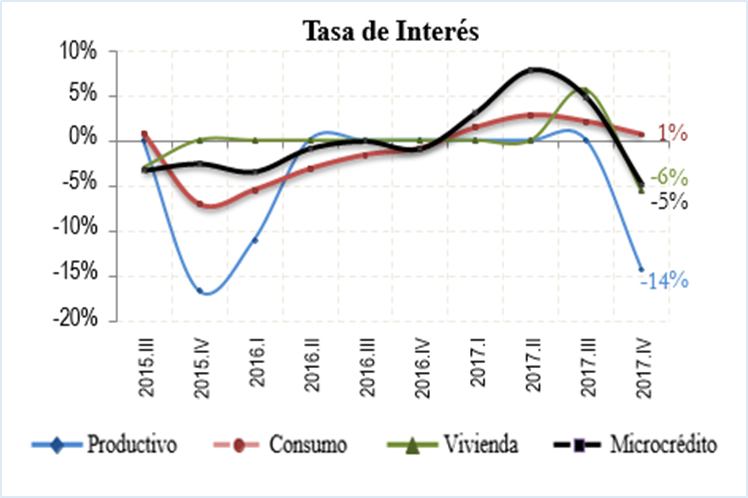 Tasa de Interés
10%
5%
0%
-5%
-10%
-15%
-20%
1%
-6%
-5%
-14%
2015.III
2015.IV
2016.I
2016.II
2016.III
2016.IV
2017.I
2017.II
2017.III
2017.IV
Productivo Consumo Vivienda Microcrédito